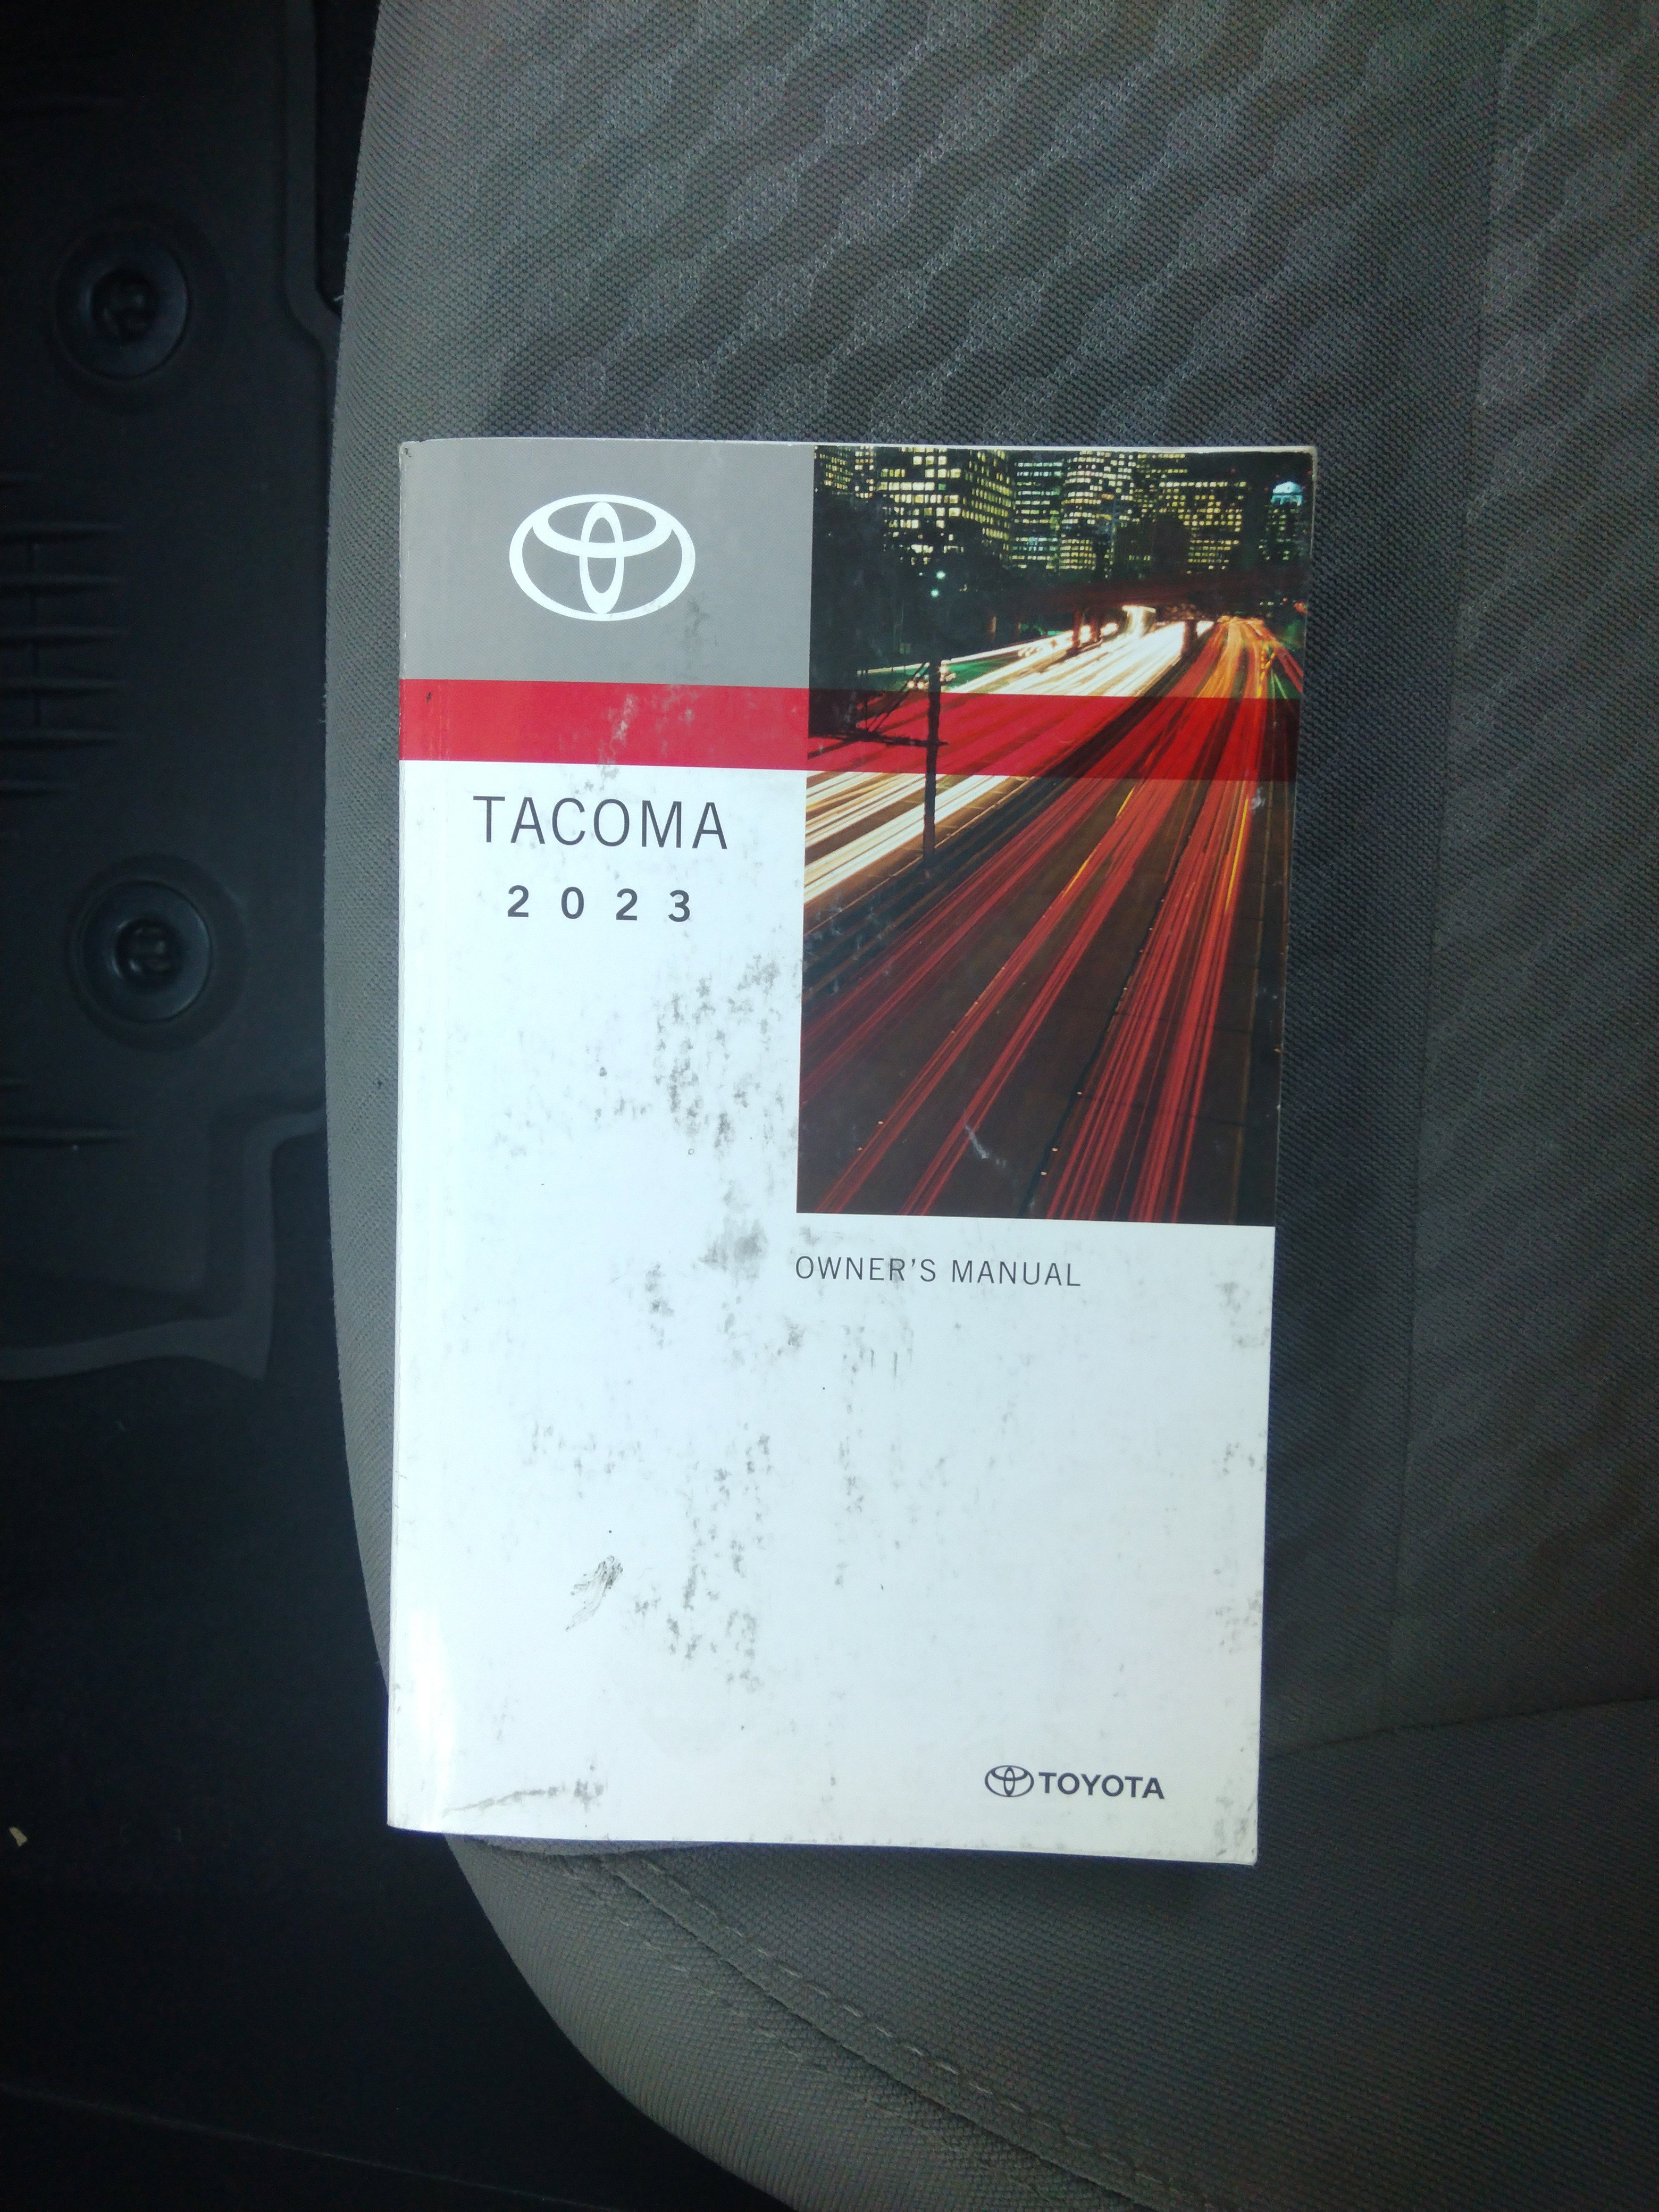 TACOMA
2023
OWNER'S MANUAL
TOYOTA